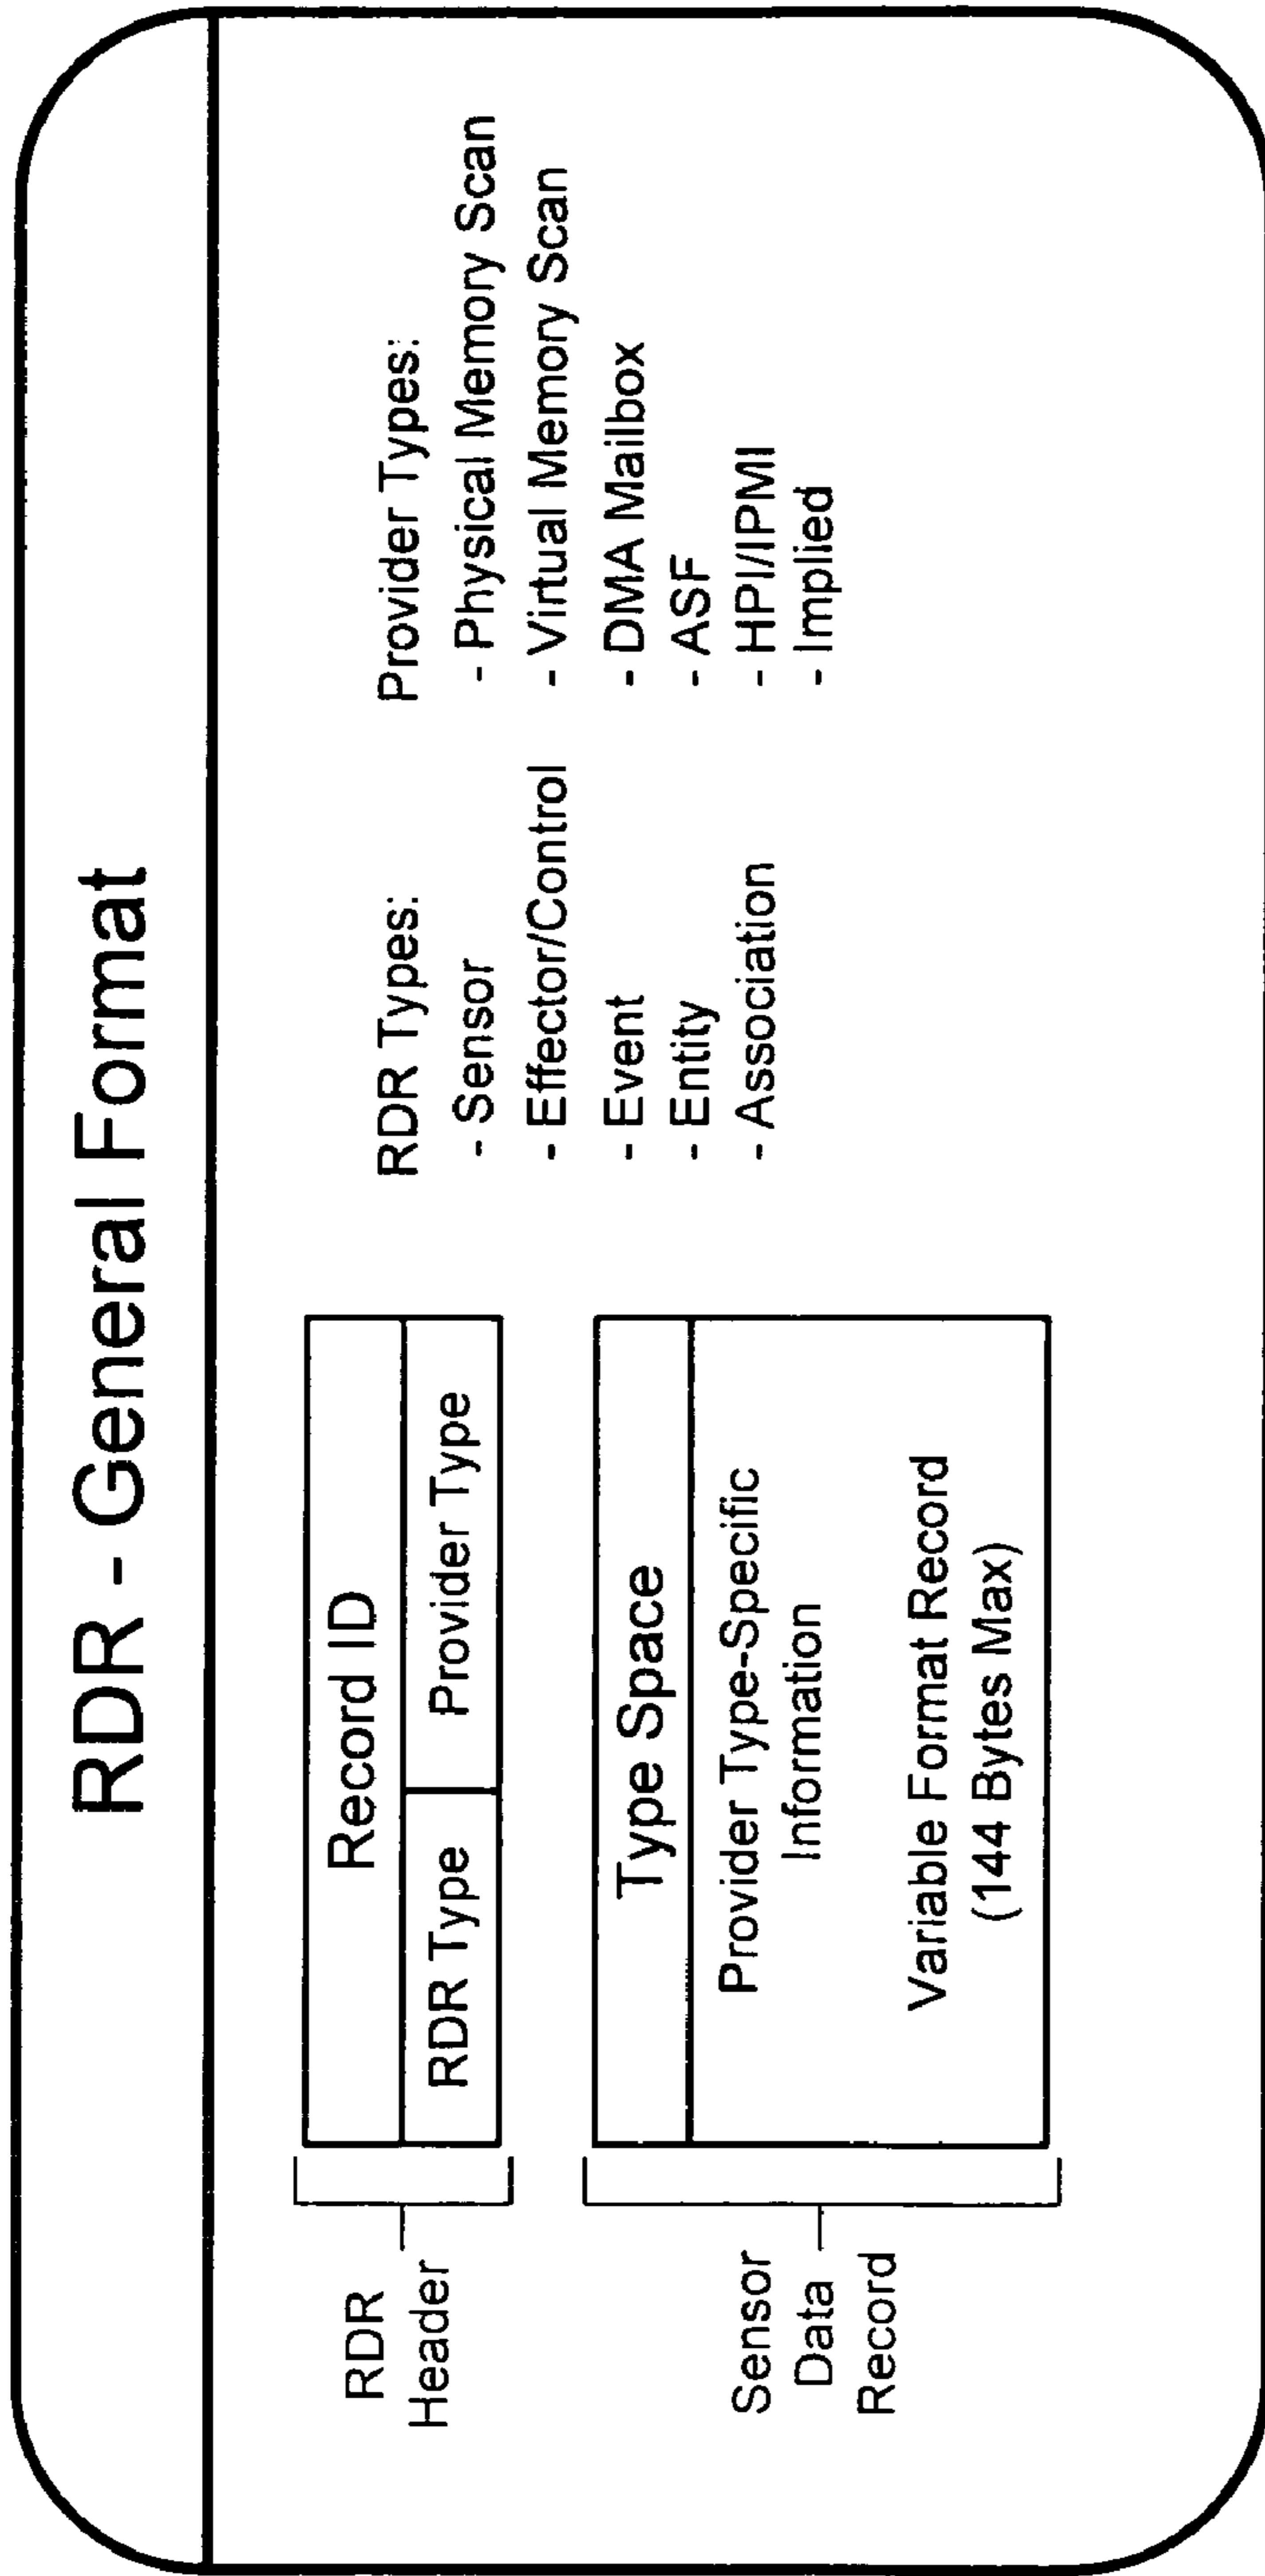 RDR - General Format
RDR
Header
Record ID
RDR Type
Provider Type
Sensor
Data
Record
Type Space
Provider Type-Specific
Information
Variable Format Record
(144 Bytes Max)
RDR Types:
- Sensor
- Effector/Control
- Event
- Entity
- Association
Provider Types:
- Physical Memory Scan
- Virtual Memory Scan
- DMA Mailbox
- ASF
- HPI/IPMI
- Implied